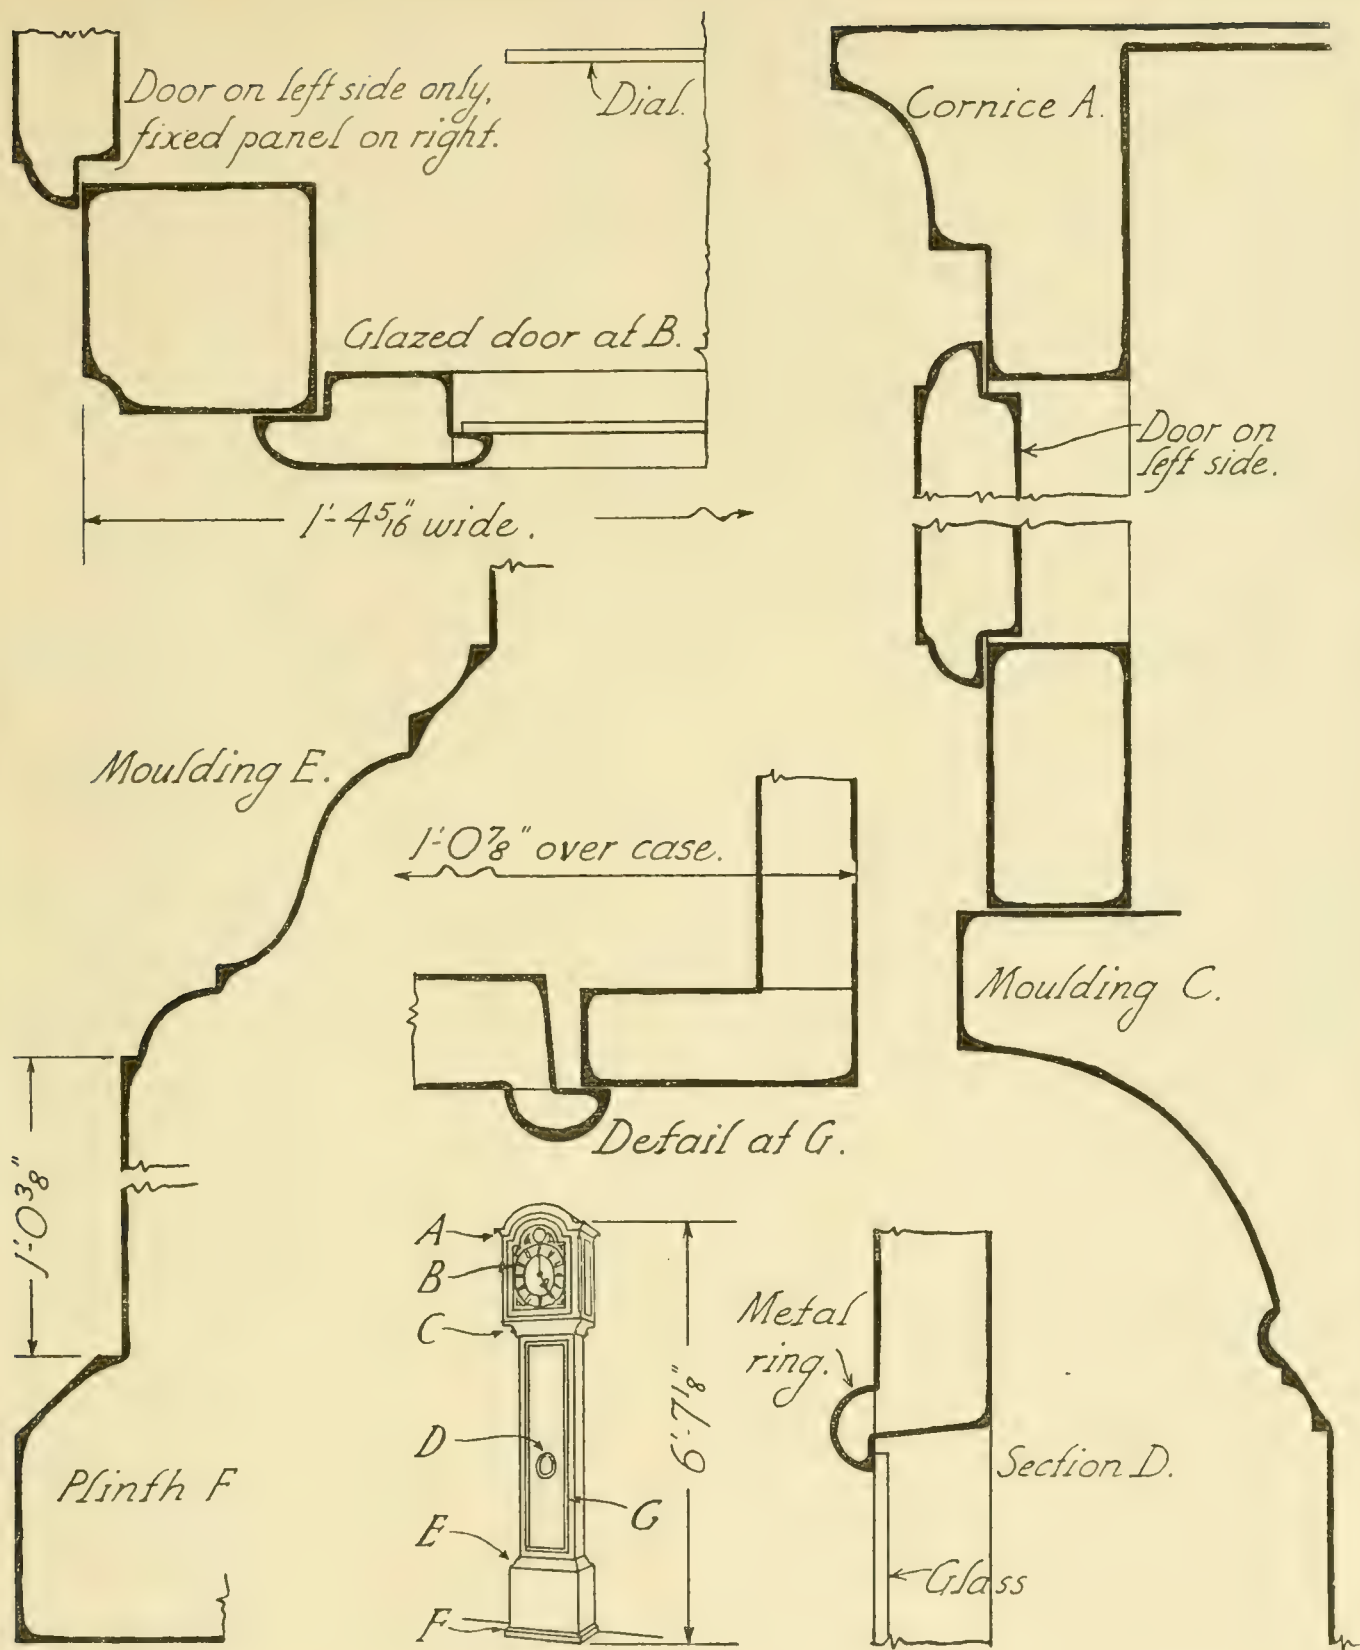 Door on left side only,
fixed panel on right.
Dial.
Cornice A.
Glazed door at B.
Door on
left side.
1'-4 5/16" wide.
Moulding E.
1'-0 7/8" over case.
Moulding C.
Detail at G.
1'-0 3/8"
A
B
C
D
E
F
G
6'-7 1/8"
Metal
ring.
Section D.
Plinth F
Glass